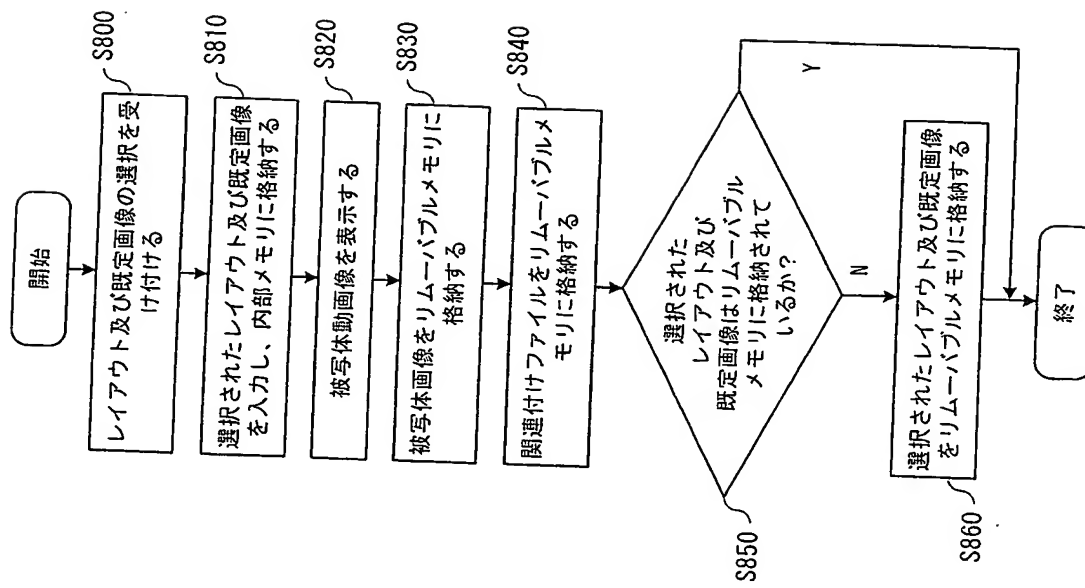 開始
S800
レイアウト及び既定画像の選択を受
け付ける
S810
選択されたレイアウト及び既定画像
を入力し、内部メモリに格納する
S820
被写体動画像を表示する
S830
被写体画像をリムーバブルメモリに
格納する
S840
関連付けファイルをリムーバブルメ
モリに格納する
S850
選択された
レイアウト及び
既定画像はリムーバブル
メモリに格納されて
いるか?
Y
N
S860
選択されたレイアウト及び既定画像
をリムーバブルメモリに格納する
終了